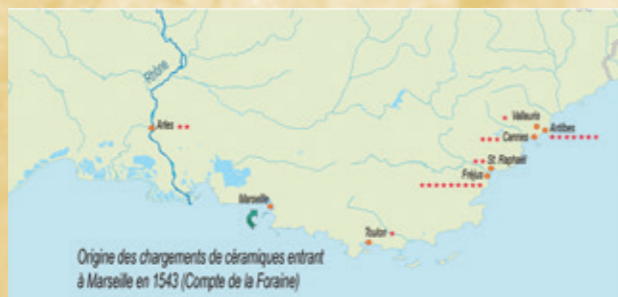 Rhône
Vallauris
Arles
Antibes
Cannes
St. Raphaël
Fréjus
Marseille
Toulon
Origine des chargements de céramiques entrant
à Marseille en 1543 (Compte de la Foraine)